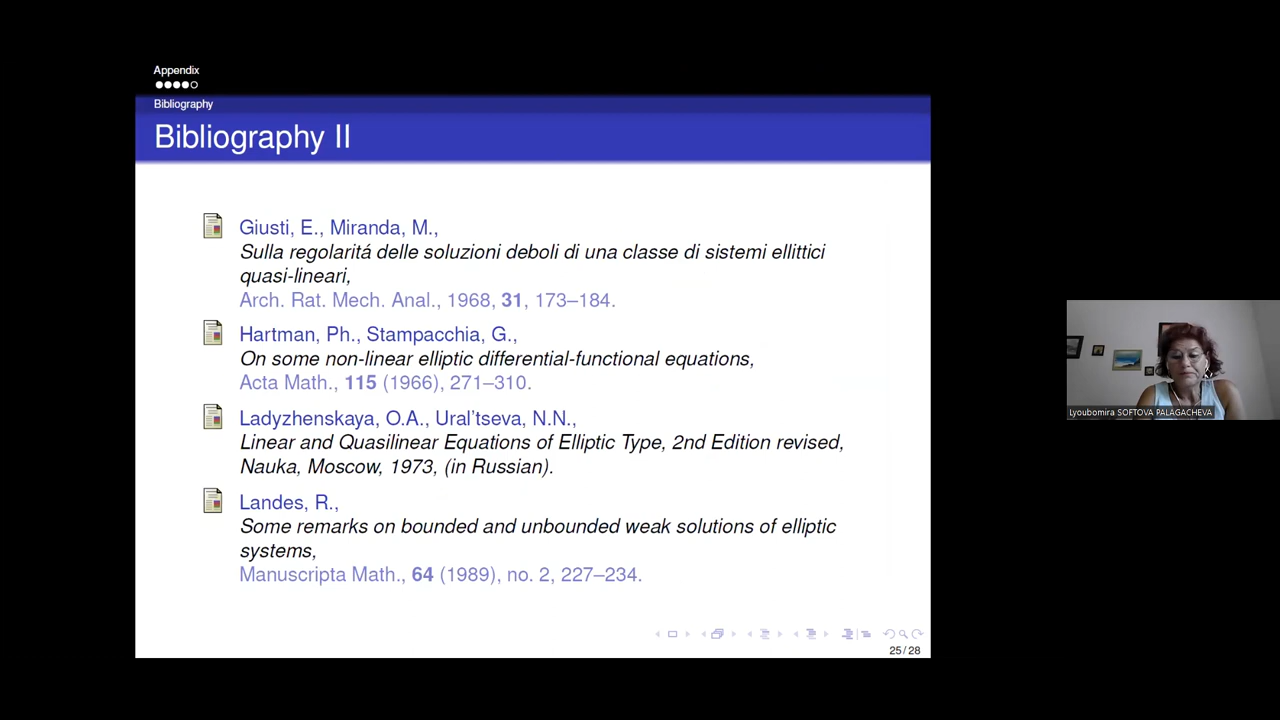 Appendix
Bibliography
Bibliography II
Giusti, E., Miranda, M.,
Sulla regolaritá delle soluzioni deboli di una classe di sistemi ellittici
quasi-lineari,
Arch. Rat. Mech. Anal., 1968, 31, 173–184.
Hartman, Ph., Stampacchia, G.,
On some non-linear elliptic differential-functional equations,
Acta Math., 115 (1966), 271–310.
Ladyzhenskaya, O.A., Ural'tseva, N.N.,
Linear and Quasilinear Equations of Elliptic Type, 2nd Edition revised,
Nauka, Moscow, 1973, (in Russian).
Landes, R.,
Some remarks on bounded and unbounded weak solutions of elliptic
systems,
Manuscripta Math., 64 (1989), no. 2, 227–234.
25/28
Lyoubomira SOFTOVA PALAGACHEVA